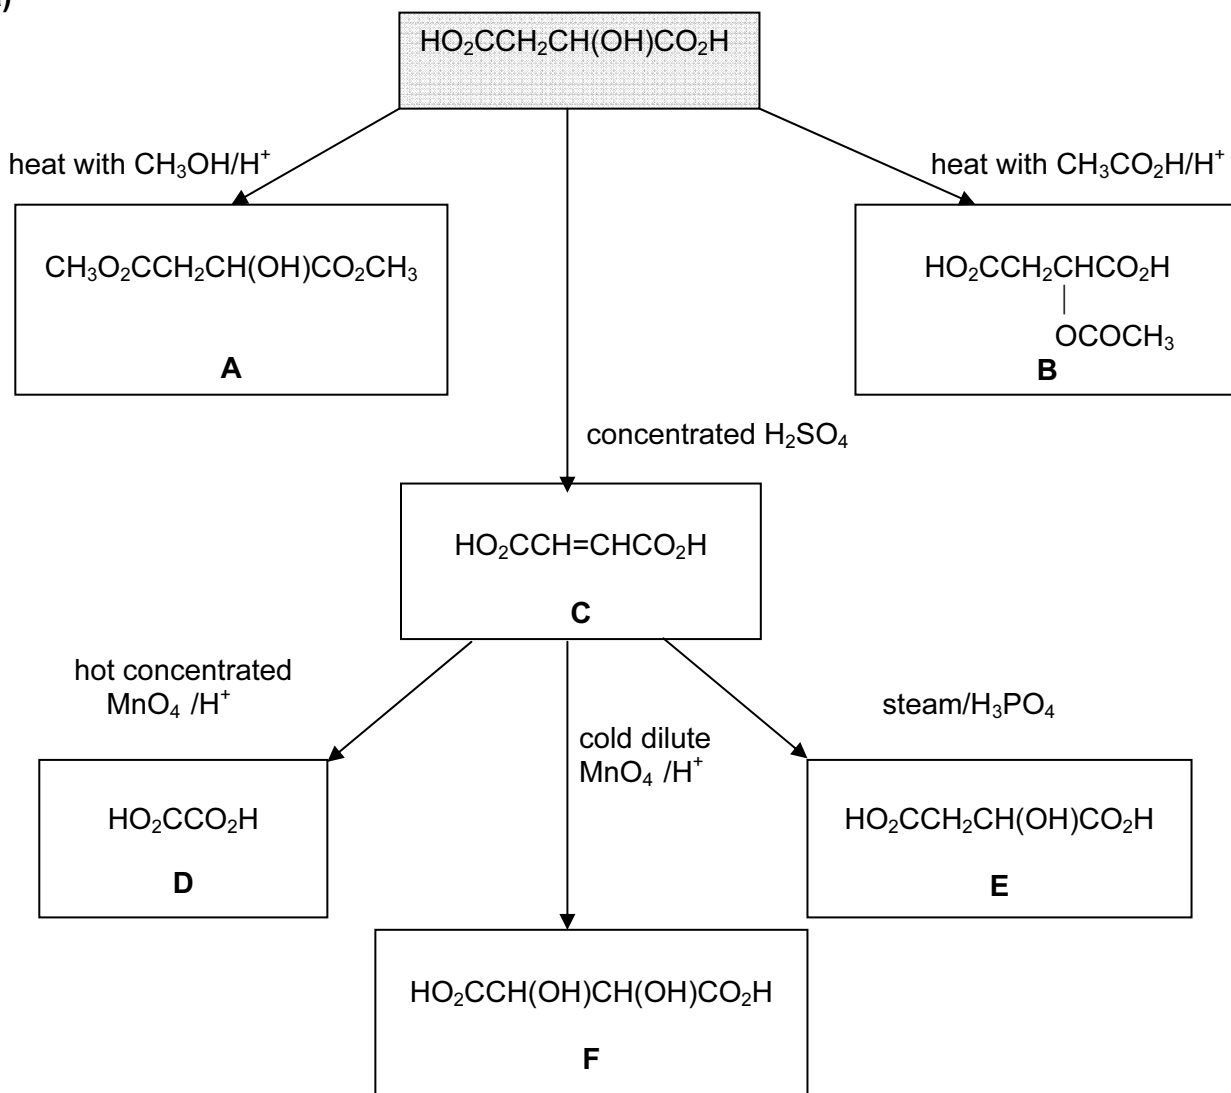 )
HO₂CCH₂CH(OH)CO₂H
heat with CH₃OH/H⁺
heat with CH₃CO₂H/H⁺
CH₃O₂CCH₂CH(OH)CO₂CH₃
A
HO₂CCH₂CHCO₂H
OCOCH₃
B
concentrated H₂SO₄
HO₂CCH=CHCO₂H
C
hot concentrated
MnO₄ /H⁺
cold dilute
MnO₄ /H⁺
steam/H₃PO₄
HO₂CCO₂H
D
HO₂CCH₂CH(OH)CO₂H
E
HO₂CCH(OH)CH(OH)CO₂H
F